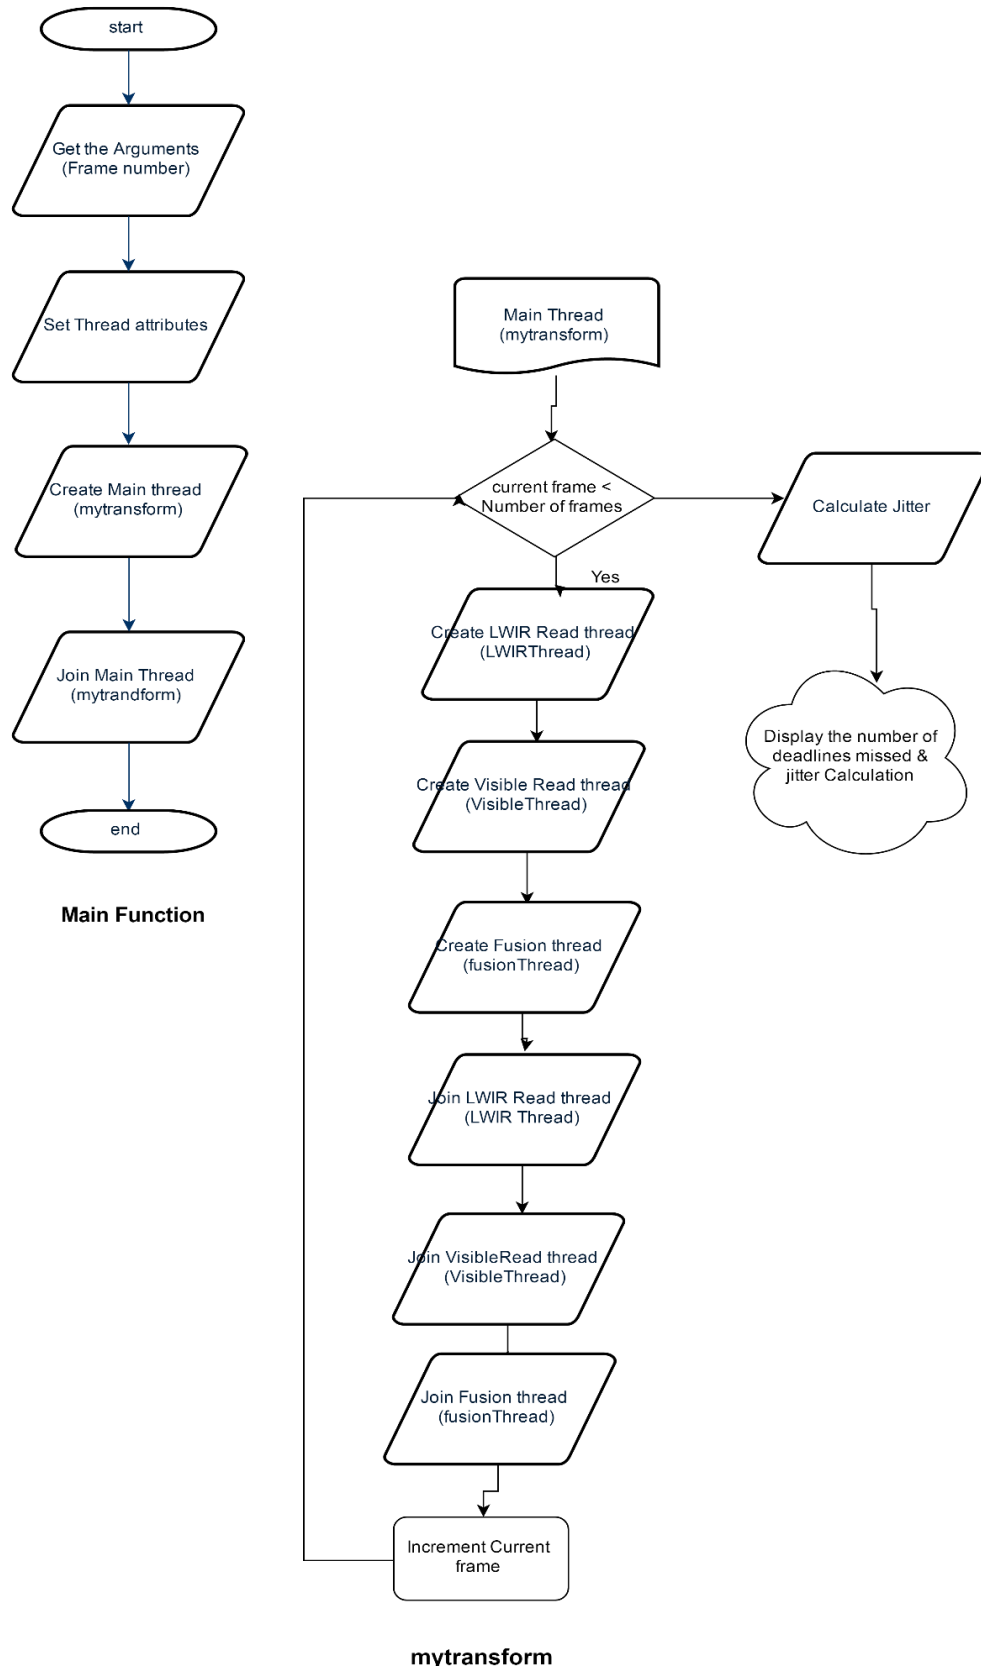 start
Get the Arguments
(Frame number)
Set Thread attributes
Create Main thread
(mytransform)
Join Main Thread
(mytrandform)
end
Main Function
Main Thread
(mytransform)
current frame <
Number of frames
Yes
Calculate Jitter
Display the number of
deadlines missed &
jitter Calculation
Create LWIR Read thread
(LWIRThread)
Create Visible Read thread
(VisibleThread)
Create Fusion thread
(fusionThread)
Join LWIR Read thread
(LWIR Thread)
Join VisibleRead thread
(VisibleThread)
Join Fusion thread
(fusionThread)
Increment Current
frame
mytransform